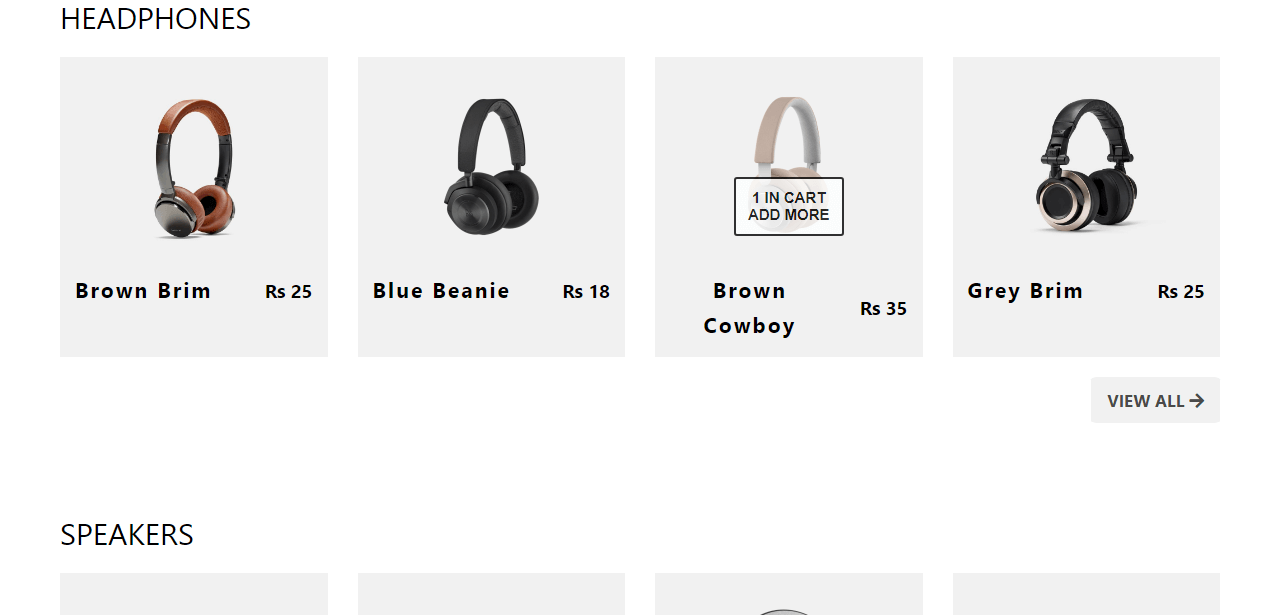 HEADPHONES
1 IN CART
ADD MORE
Brown Brim
Rs 25
Blue Beanie
Rs 18
Brown
Cowboy
Rs 35
Grey Brim
Rs 25
VIEW ALL
SPEAKERS